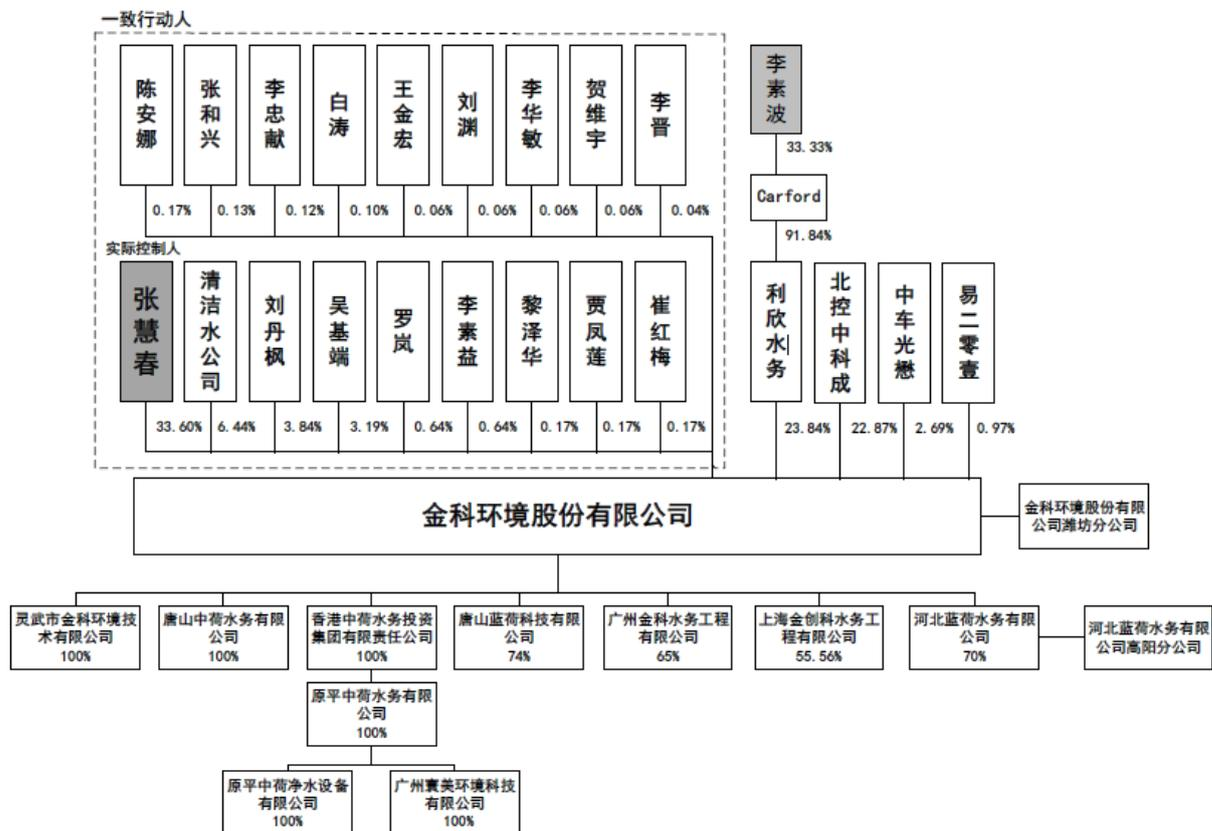 一致行动人
陈安娜
张和兴
李忠献
白涛
王金宏
刘渊
李华敏
贺维宇
李晋
李素波
33.33%
Carford
0.17%
0.13%
0.12%
0.10%
0.06%
0.06%
0.06%
0.06%
0.04%
91.84%
实际控制人
张慧春
清洁水公司
刘丹枫
吴基端
罗岚
李素益
黎泽华
贾凤莲
崔红梅
利欣水务
北控中科成
中车光懋
易二零壹
33.60%
6.44%
3.84%
3.19%
0.64%
0.64%
0.17%
0.17%
0.17%
23.84%
22.87%
2.69%
0.97%
金科环境股份有限公司
金科环境股份有限
公司潍坊分公司
灵武市金科环境技
术有限公司
100%
唐山中荷水务有限
公司
100%
香港中荷水务投资
集团有限责任公司
100%
唐山蓝荷科技有限
公司
74%
广州金科水务工程
有限公司
65%
上海金创科水务工
程有限公司
55.56%
河北蓝荷水务有限
公司
70%
河北蓝荷水务有限
公司高阳分公司
原平中荷水务有限
公司
100%
原平中荷净水设备
有限公司
100%
广州寰美环境科技
有限公司
100%